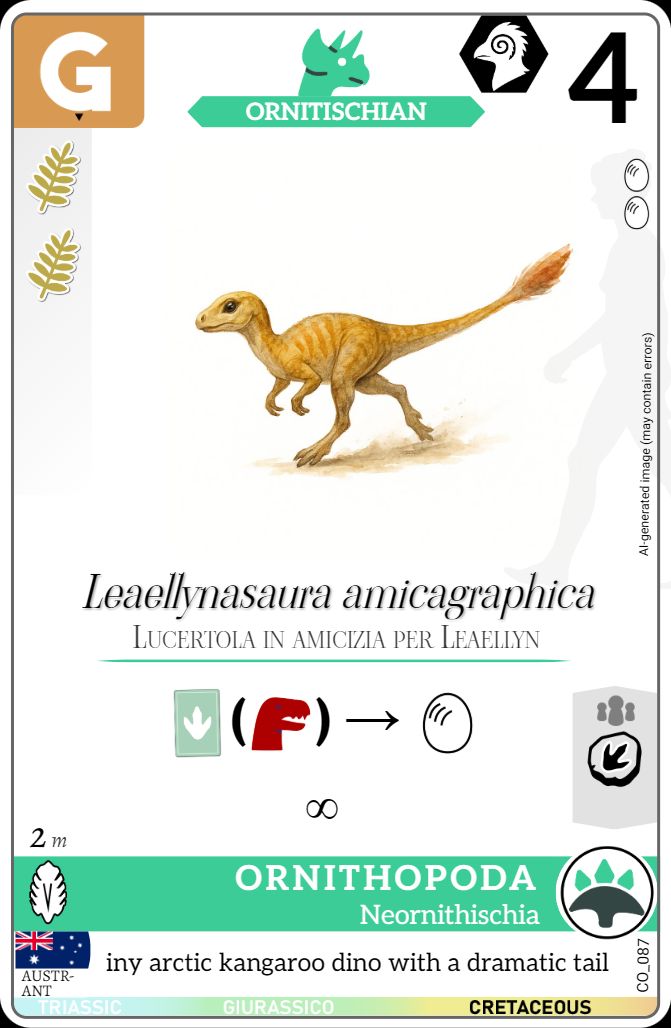 G
ORNITISCHIAN
4
AI-generated image (may contain errors)
Leaellynasaura amicagraphica
Lucertola in amicizia per Leaellyn
( ) → 
∞
2 m
ORNITHOPODA
Neornithischia
AUSTR-
ANT
iny arctic kangaroo dino with a dramatic tail
CO_087
TRIASSIC GIURASSICO CRETACEOUS